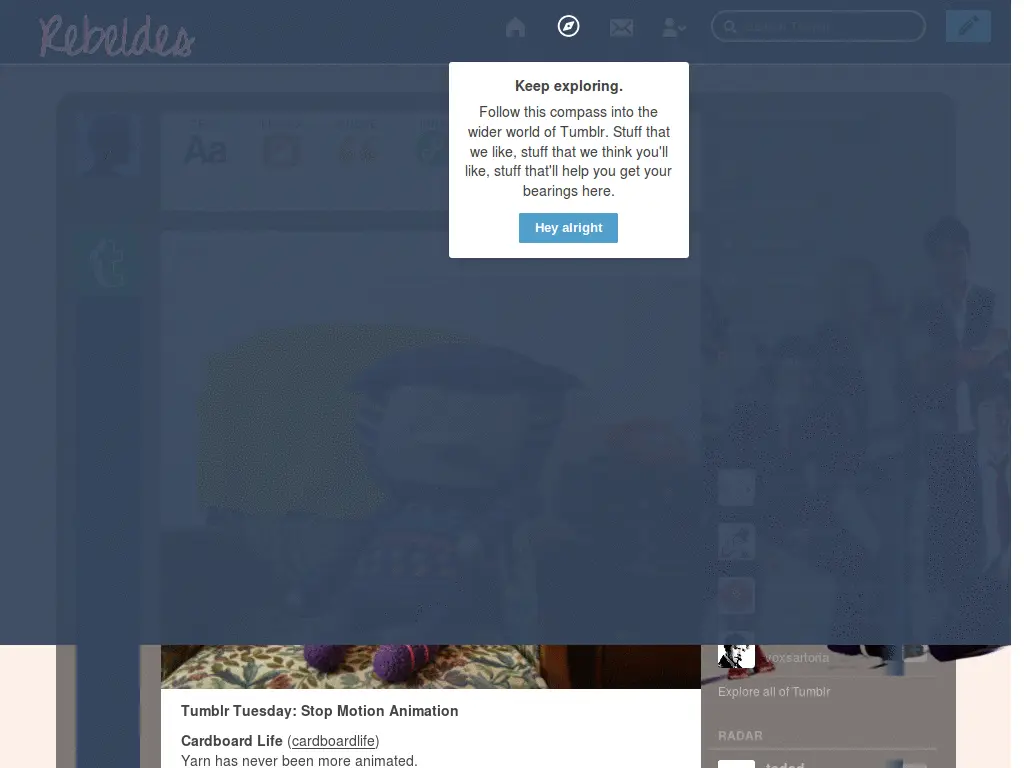 Rebeldes
Keep exploring.
Follow this compass into the
wider world of Tumblr. Stuff that
we like, stuff that we think you'll
like, stuff that'll help you get your
bearings here.
Hey alright
Aa
t
voxsartoria
Explore all of Tumblr
Tumblr Tuesday: Stop Motion Animation
RADAR
Cardboard Life (cardboardlife)
Yarn has never been more animated.